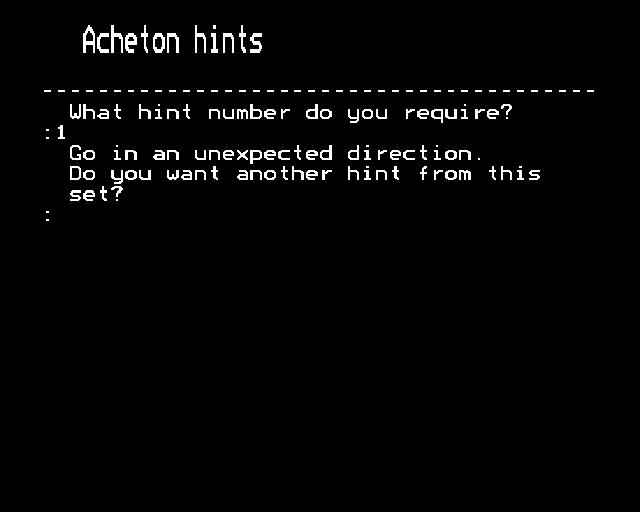 Acheton hints
----------------------------------------
What hint number do you require?
:1
Go in an unexpected direction.
Do you want another hint from this
set?
: